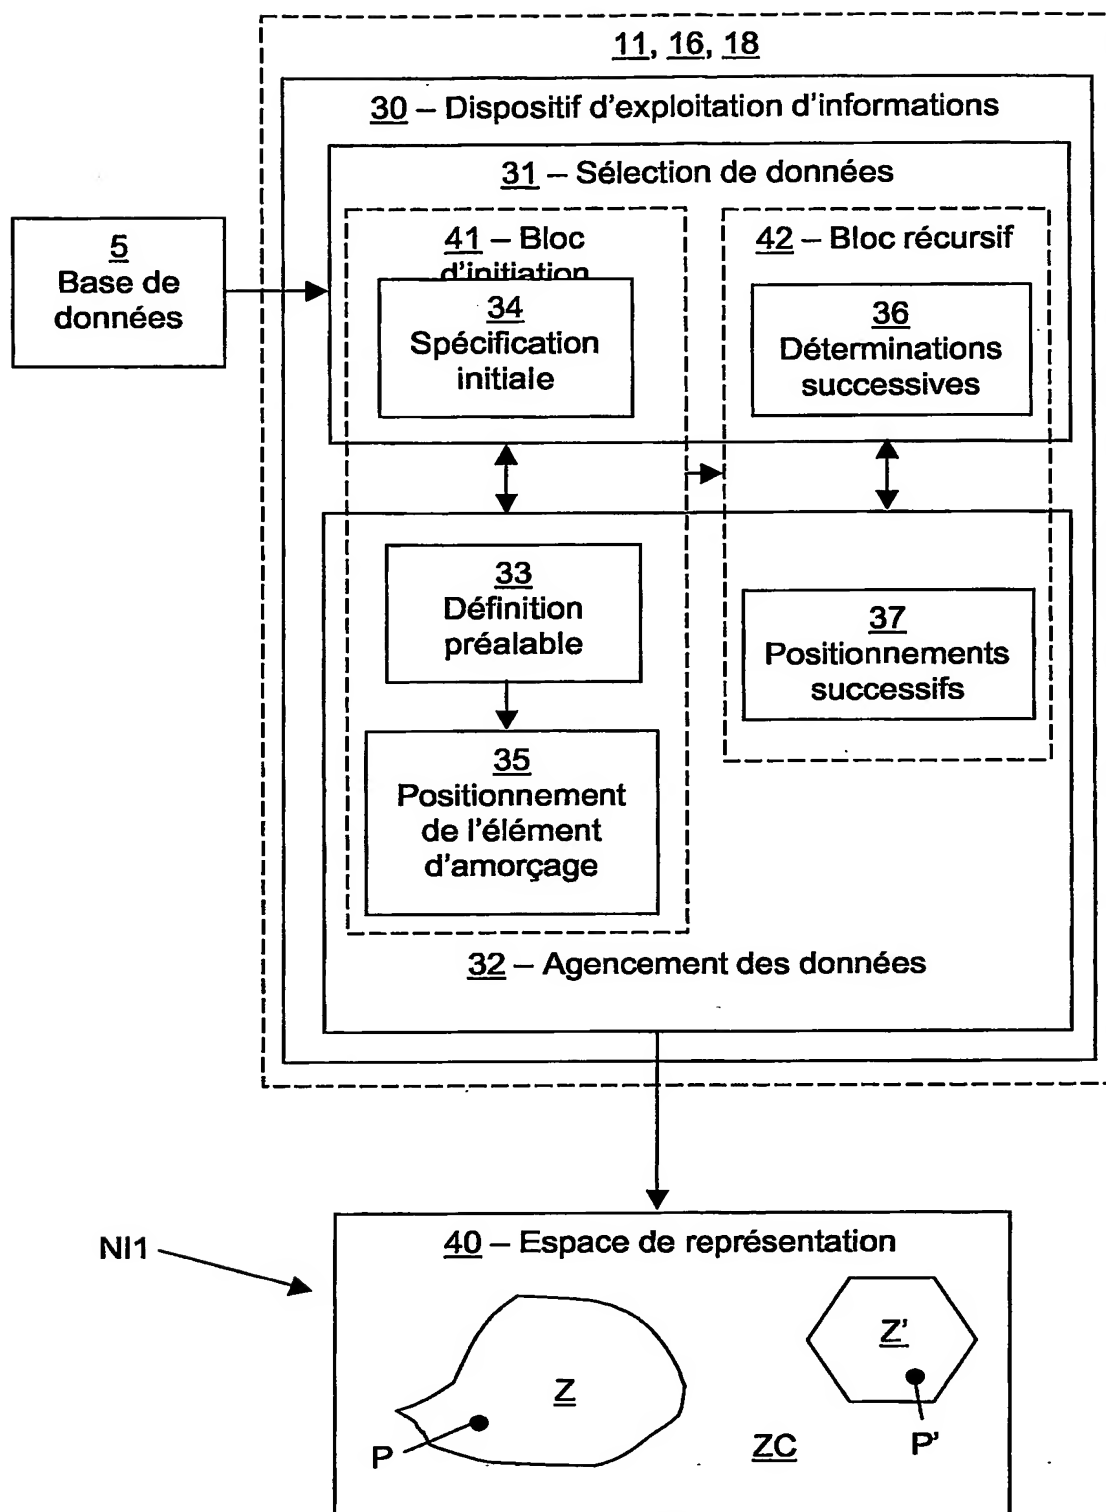 11, 16, 18
30 – Dispositif d'exploitation d'informations
31 – Sélection de données
5
Base de
données
41 – Bloc
d'initiation
34
Spécification
initiale
42 – Bloc récursif
36
Déterminations
successives
33
Définition
préalable
35
Positionnement
de l'élément
d'amorçage
37
Positionnements
successifs
32 – Agencement des données
NI1
40 – Espace de représentation
Z
P
Z'
P'
ZC